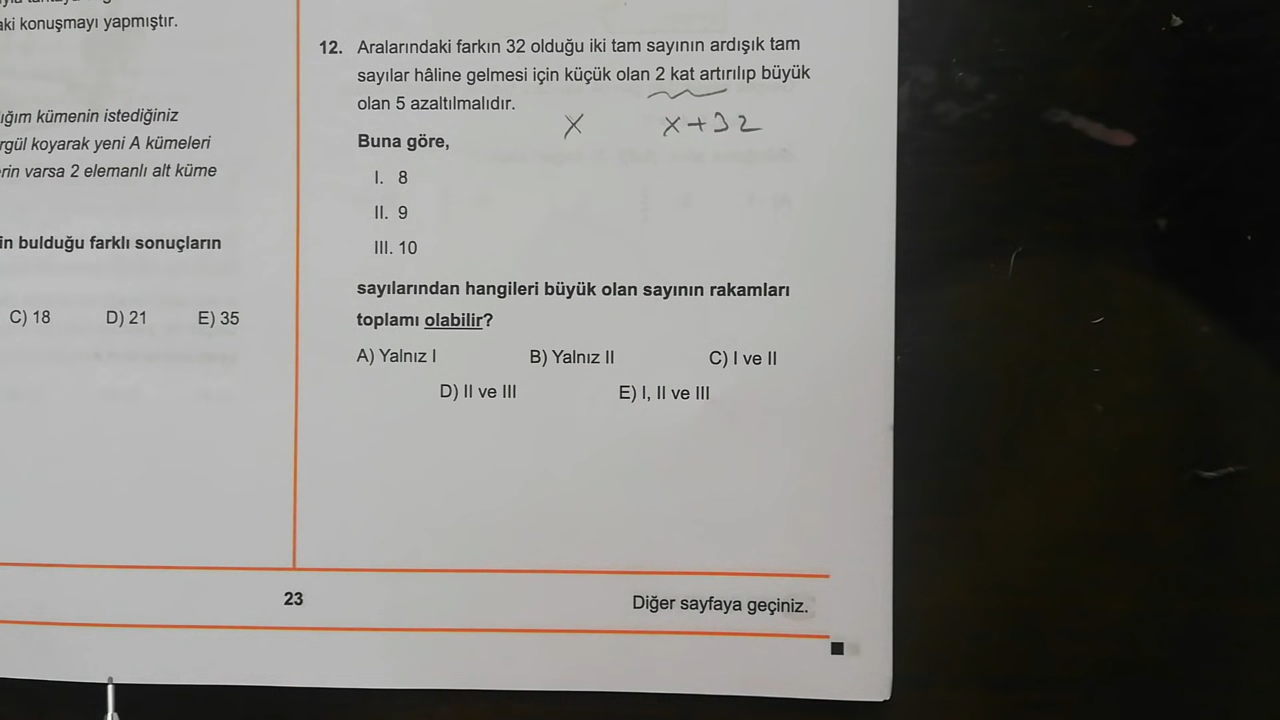 aki konuşmayı yapmıştır.
ığım kümenin istediğiniz
rgül koyarak yeni A kümeleri
erin varsa 2 elemanlı alt küme
in bulduğu farklı sonuçların
C) 18 D) 21 E) 35
12. Aralarındaki farkın 32 olduğu iki tam sayının ardışık tam
sayılar hâline gelmesi için küçük olan 2 kat artırılıp büyük
olan 5 azaltılmalıdır.
x x+32
Buna göre,
I. 8
II. 9
III. 10
sayılarından hangileri büyük olan sayının rakamları
toplamı olabilir?
A) Yalnız I B) Yalnız II C) I ve II
D) II ve III E) I, II ve III
23
Diğer sayfaya geçiniz.